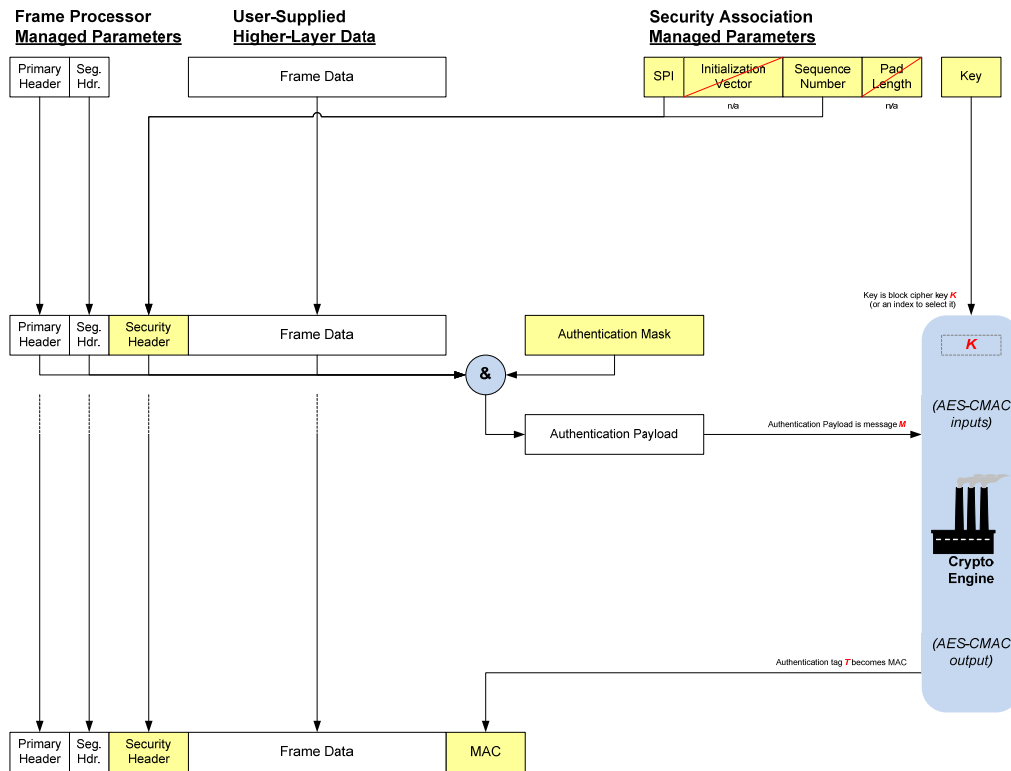 Frame Processor
Managed Parameters
User-Supplied
Higher-Layer Data
Security Association
Managed Parameters
Primary
Header
Seg.
Hdr.
Frame Data
SPI
Initialization
Vector
Sequence
Number
Pad
Length
Key
n/a
n/a
Key is block cipher key K
(or an index to select it)
Primary
Header
Seg.
Hdr.
Security
Header
Frame Data
Authentication Mask
K
&
(AES-CMAC
inputs)
Authentication Payload
Authentication Payload is message M
Crypto
Engine
(AES-CMAC
output)
Authentication tag T becomes MAC
Primary
Header
Seg.
Hdr.
Security
Header
Frame Data
MAC